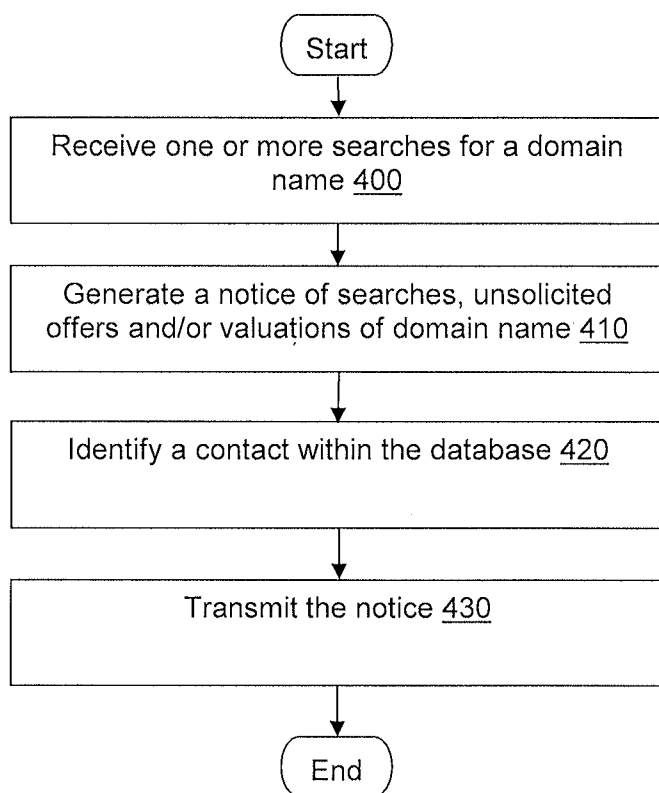 Start
Receive one or more searches for a domain
name 400
Generate a notice of searches, unsolicited
offers and/or valuations of domain name 410
Identify a contact within the database 420
Transmit the notice 430
End